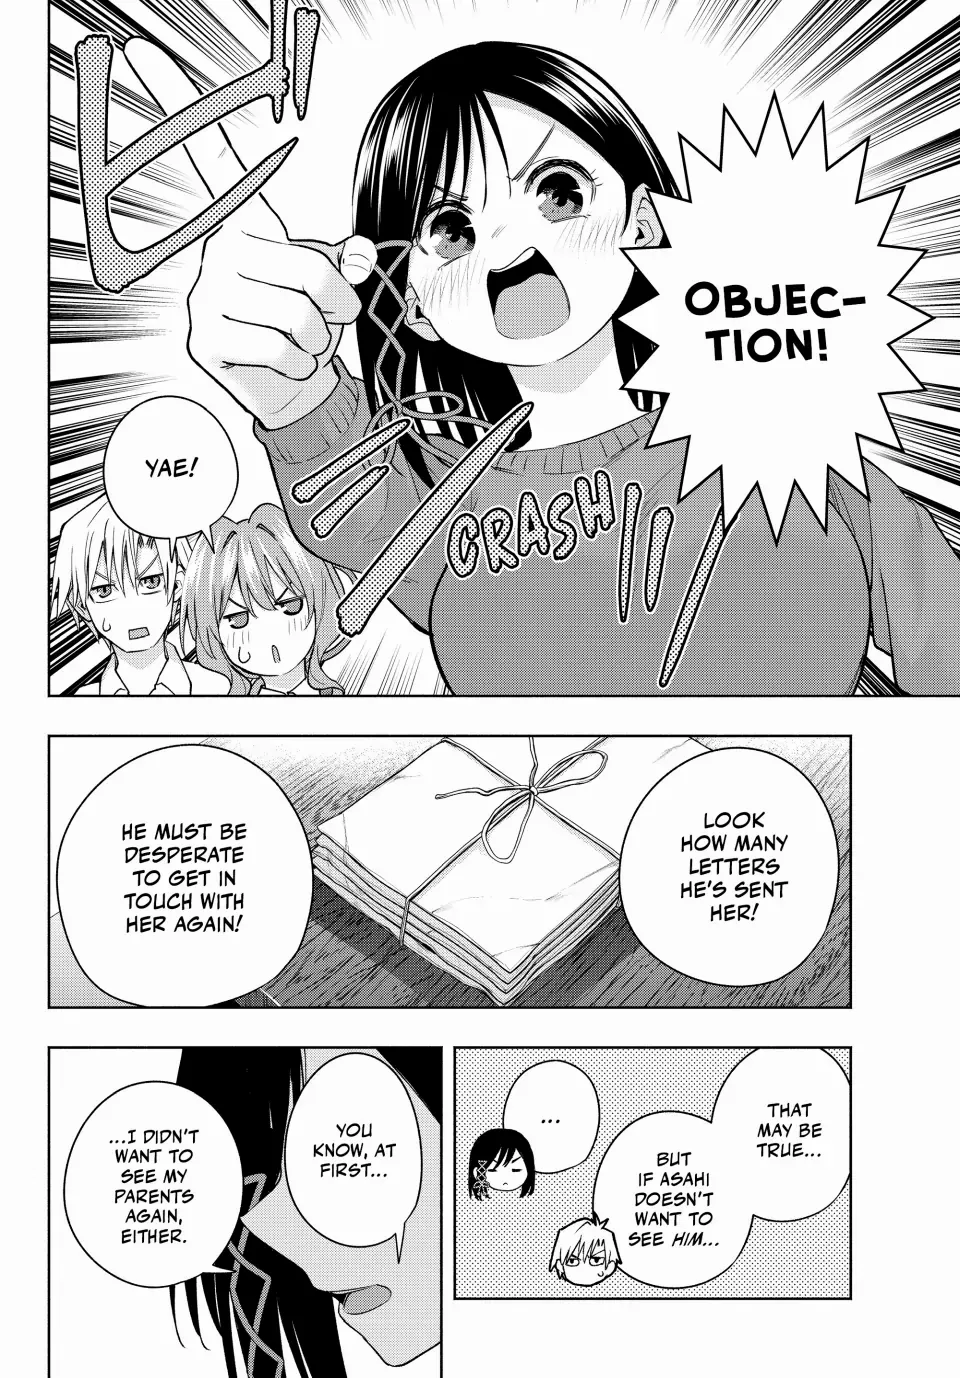 ビシ
OBJEC-
TION!
YAE!
CRASH
LOOK
HOW MANY
LETTERS
HE'S SENT
HER!
HE MUST BE
DESPERATE
TO GET IN
TOUCH WITH
HER AGAIN!
THAT
MAY BE
TRUE...
BUT
IF ASAHI
DOESN'T
WANT TO
SEE HIM...
...
YOU
KNOW, AT
FIRST...
...I DIDN'T
WANT TO
SEE MY
PARENTS
AGAIN,
EITHER.